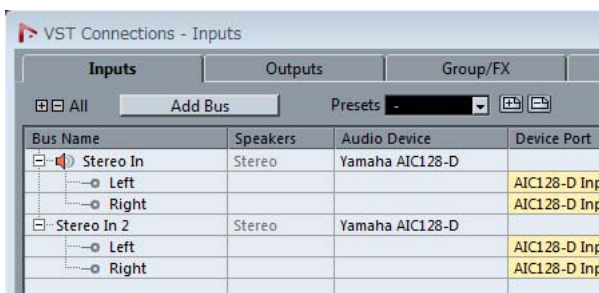 VST Connections - Inputs
Inputs Outputs Group/FX
All Add Bus Presets -
Bus Name Speakers Audio Device Device Port
Stereo In Stereo Yamaha AIC128-D
Left AIC128-D Inp
Right AIC128-D Inp
Stereo In 2 Stereo Yamaha AIC128-D
Left AIC128-D Inp
Right AIC128-D Inp